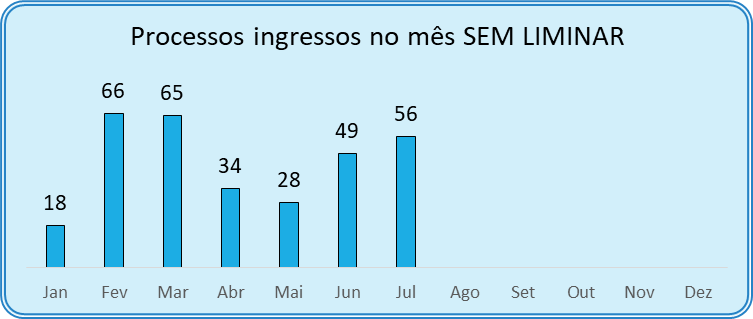 Processos ingressos no mês SEM LIMINAR
18 66 65 34 28 49 56
Jan Fev Mar Abr Mai Jun Jul Ago Set Out Nov Dez